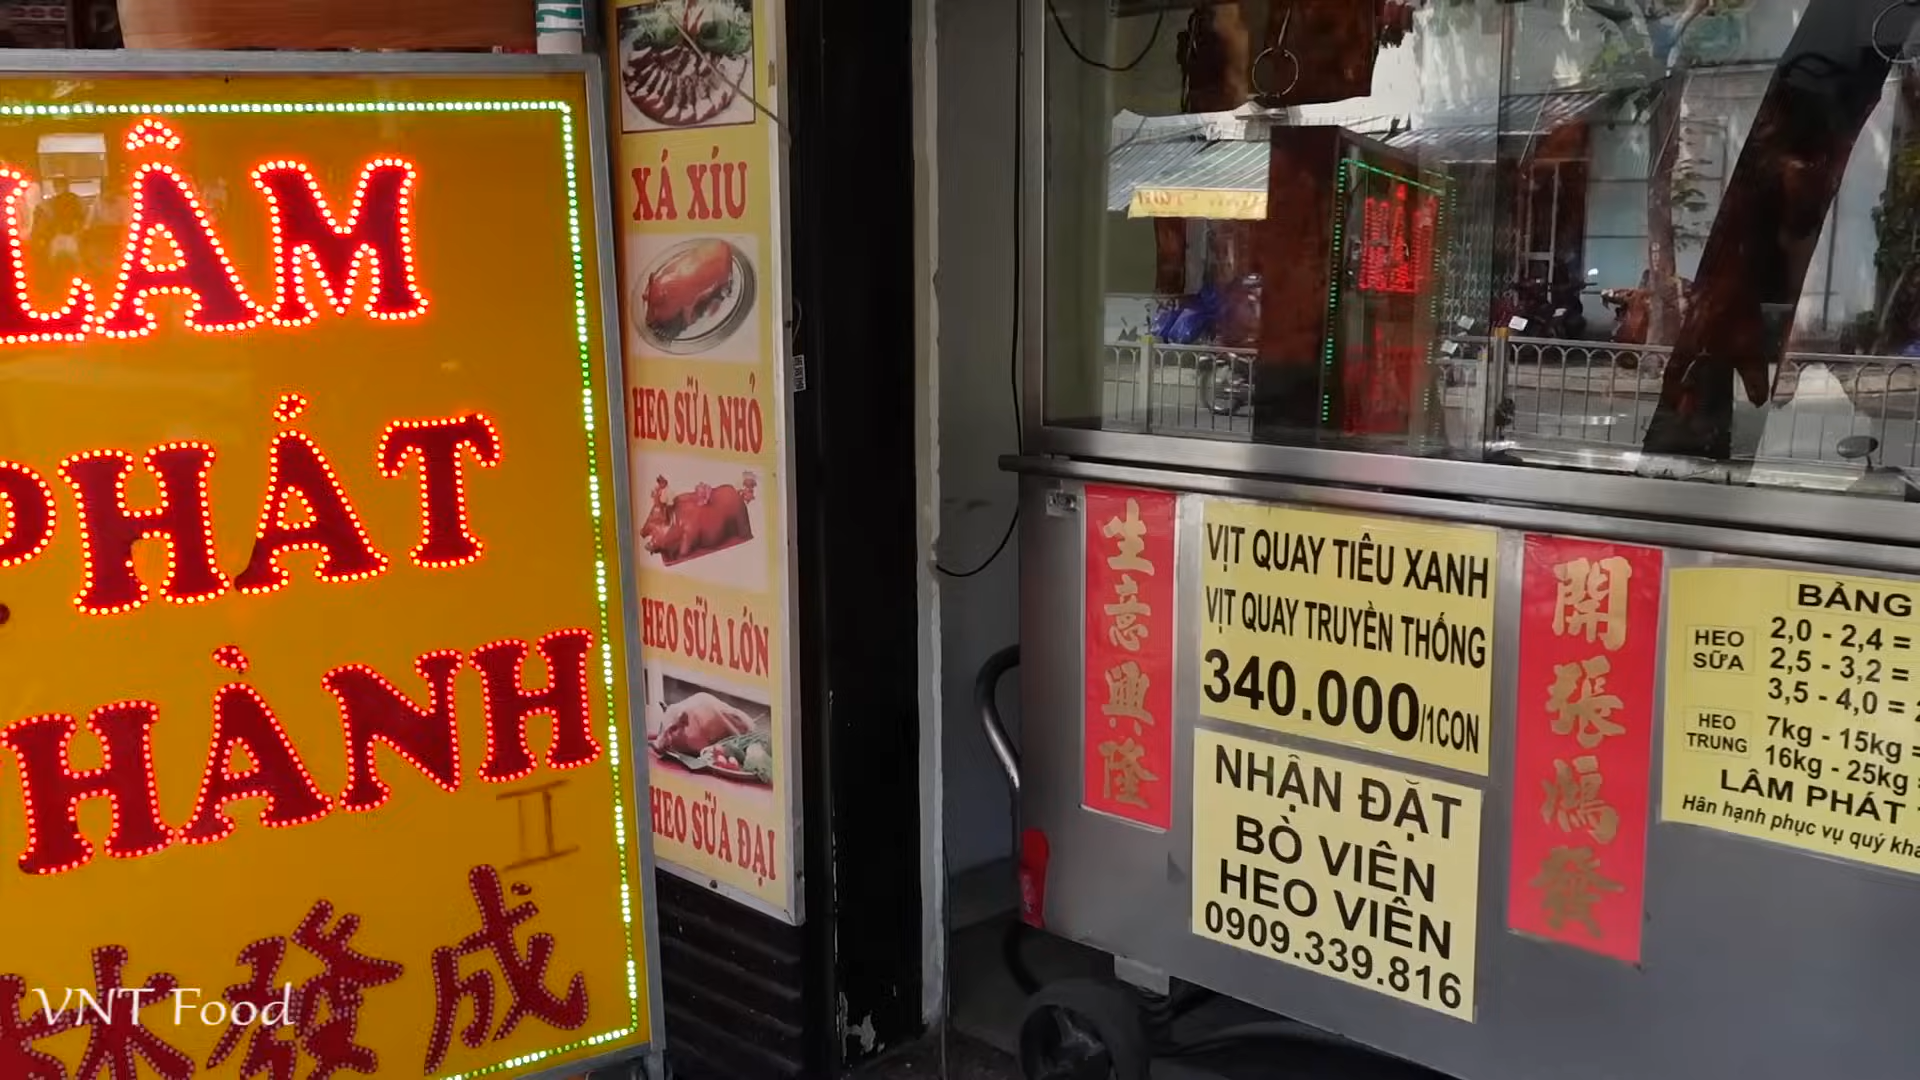 LÂM
PHÁT
HÀNH
II
林發成
XÁ XÍU
HEO SỮA NHỎ
HEO SỮA LỚN
HEO SỮA ĐẠI
生意興隆
VỊT QUAY TIÊU XANH
VỊT QUAY TRUYỀN THỐNG
340.000/1CON
NHẬN ĐẶT
BÒ VIÊN
HEO VIÊN
0909.339.816
開張鴻發
BẢNG
HEO SỮA
2,0 - 2,4 =
2,5 - 3,2 =
3,5 - 4,0 =
HEO TRUNG
7kg - 15kg =
16kg - 25kg
LÂM PHÁT
Hân hạnh phục vụ quý
VNT Food